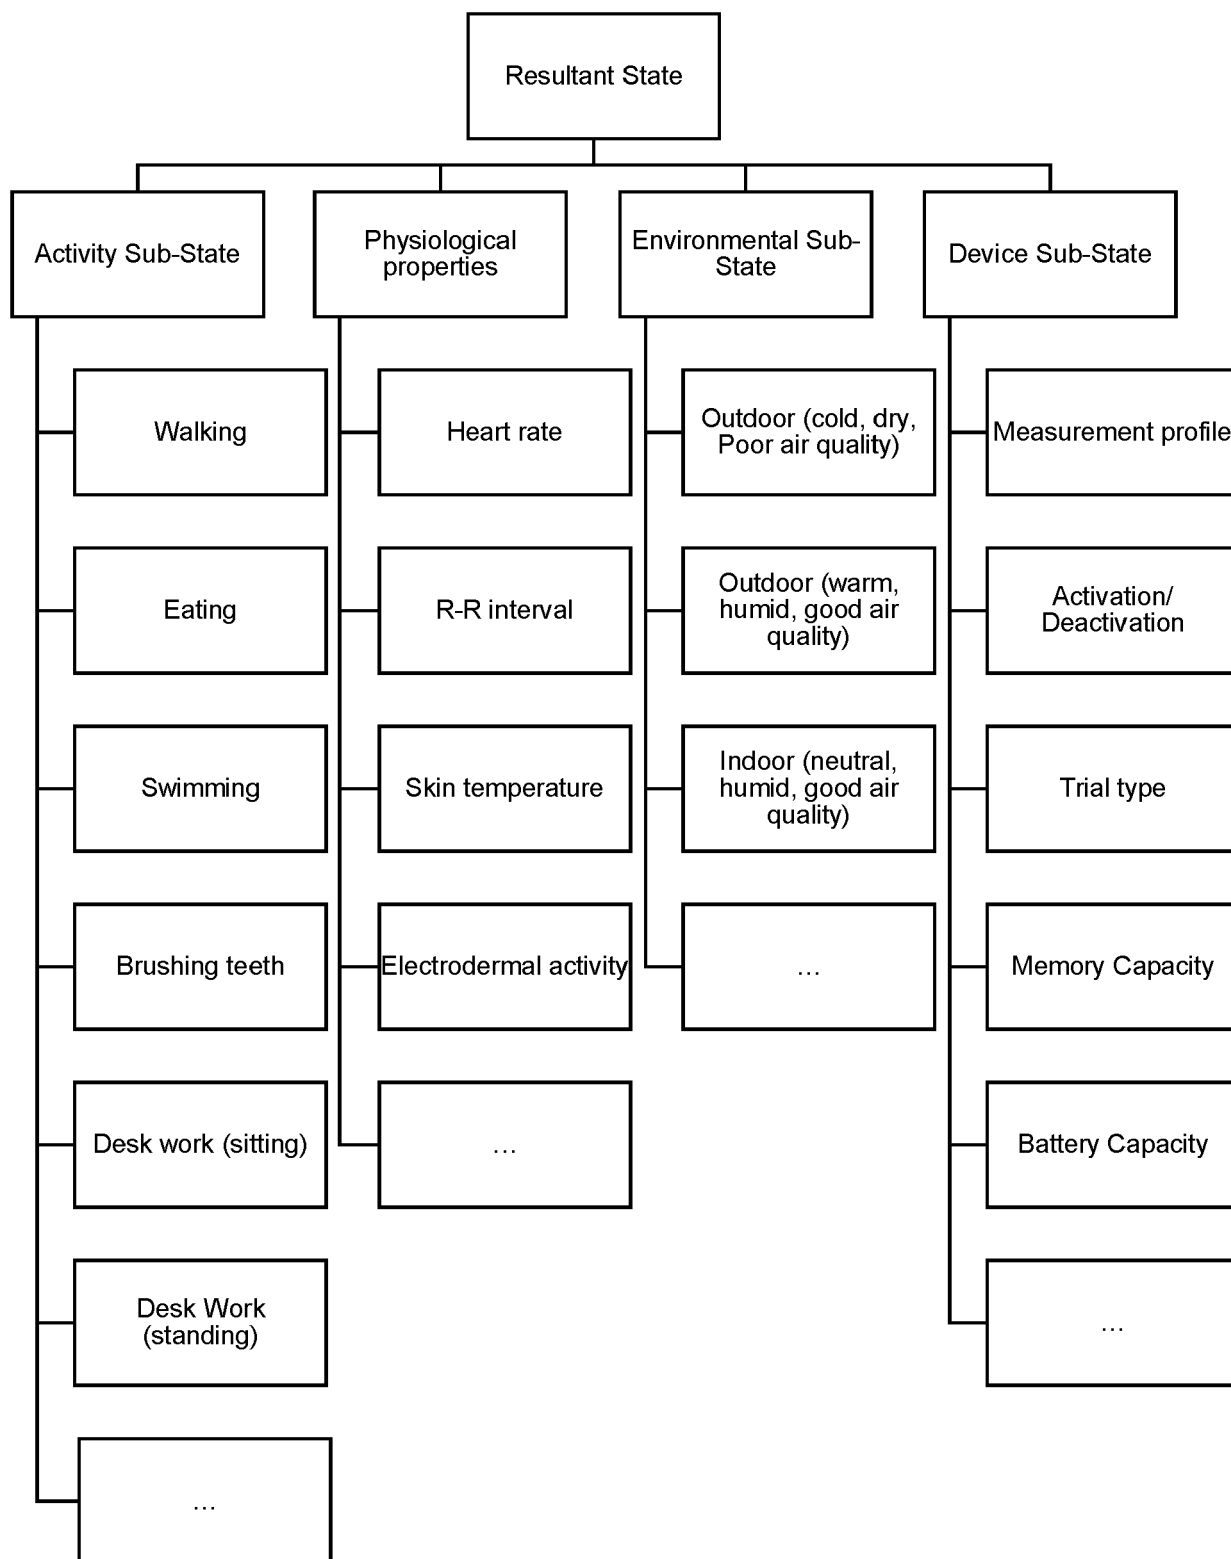 Resultant State
Activity Sub-State
Physiological
properties
Environmental Sub-
State
Device Sub-State
Walking
Eating
Swimming
Brushing teeth
Desk work (sitting)
Desk Work
(standing)
...
Heart rate
R-R interval
Skin temperature
Electrodermal activity
...
Outdoor (cold, dry,
Poor air quality)
Outdoor (warm,
humid, good air
quality)
Indoor (neutral,
humid, good air
quality)
...
Measurement profile
Activation/
Deactivation
Trial type
Memory Capacity
Battery Capacity
...